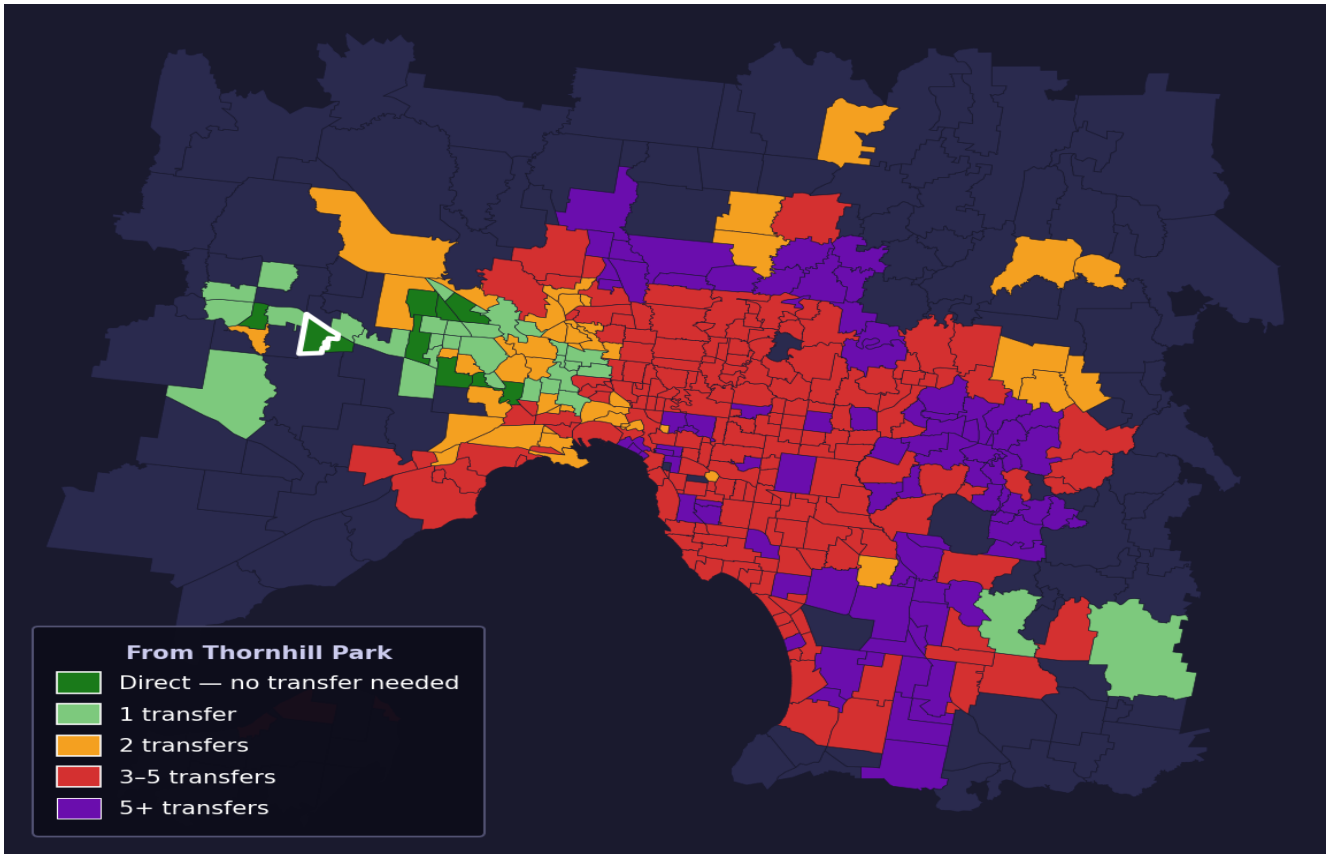 From Thornhill Park
Direct — no transfer needed
1 transfer
2 transfers
3–5 transfers
5+ transfers